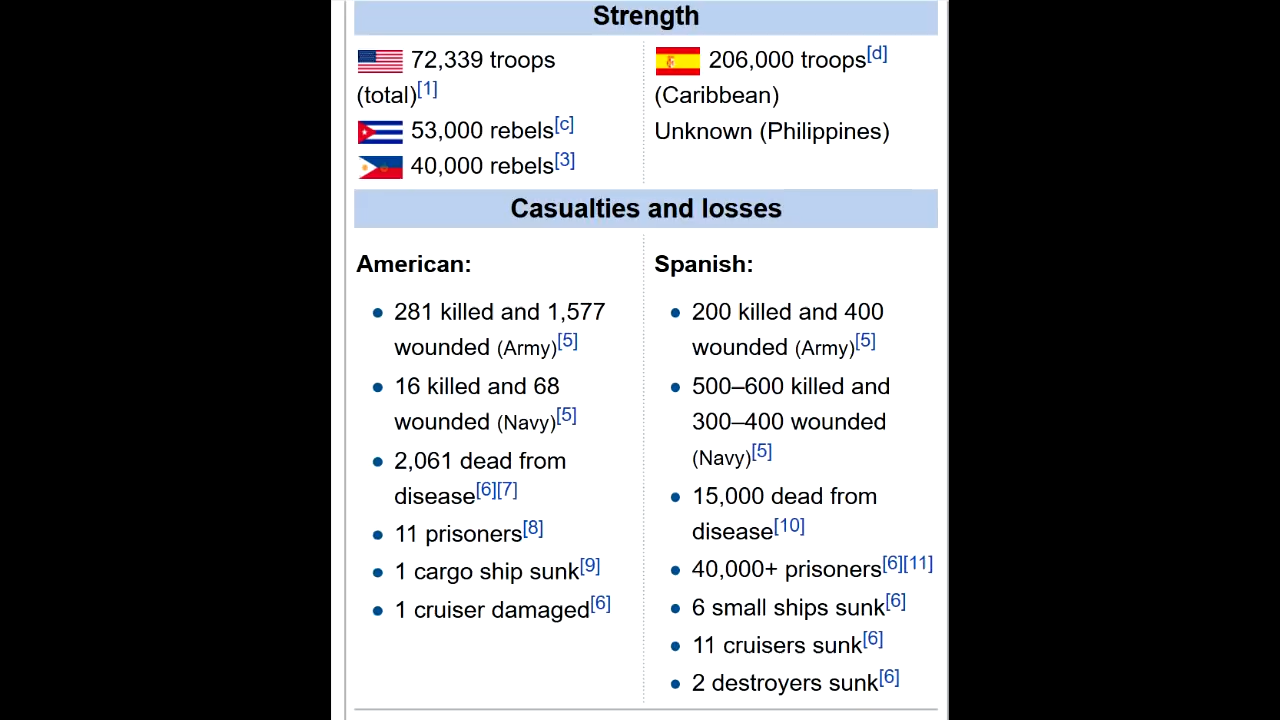 Strength
72,339 troops
(total)[1]
53,000 rebels[c]
40,000 rebels[3]
206,000 troops[d]
(Caribbean)
Unknown (Philippines)
Casualties and losses
American:
281 killed and 1,577
wounded (Army)[5]
16 killed and 68
wounded (Navy)[5]
2,061 dead from
disease[6][7]
11 prisoners[8]
1 cargo ship sunk[9]
1 cruiser damaged[6]
Spanish:
200 killed and 400
wounded (Army)[5]
500–600 killed and
300–400 wounded
(Navy)[5]
15,000 dead from
disease[10]
40,000+ prisoners[6][11]
6 small ships sunk[6]
11 cruisers sunk[6]
2 destroyers sunk[6]